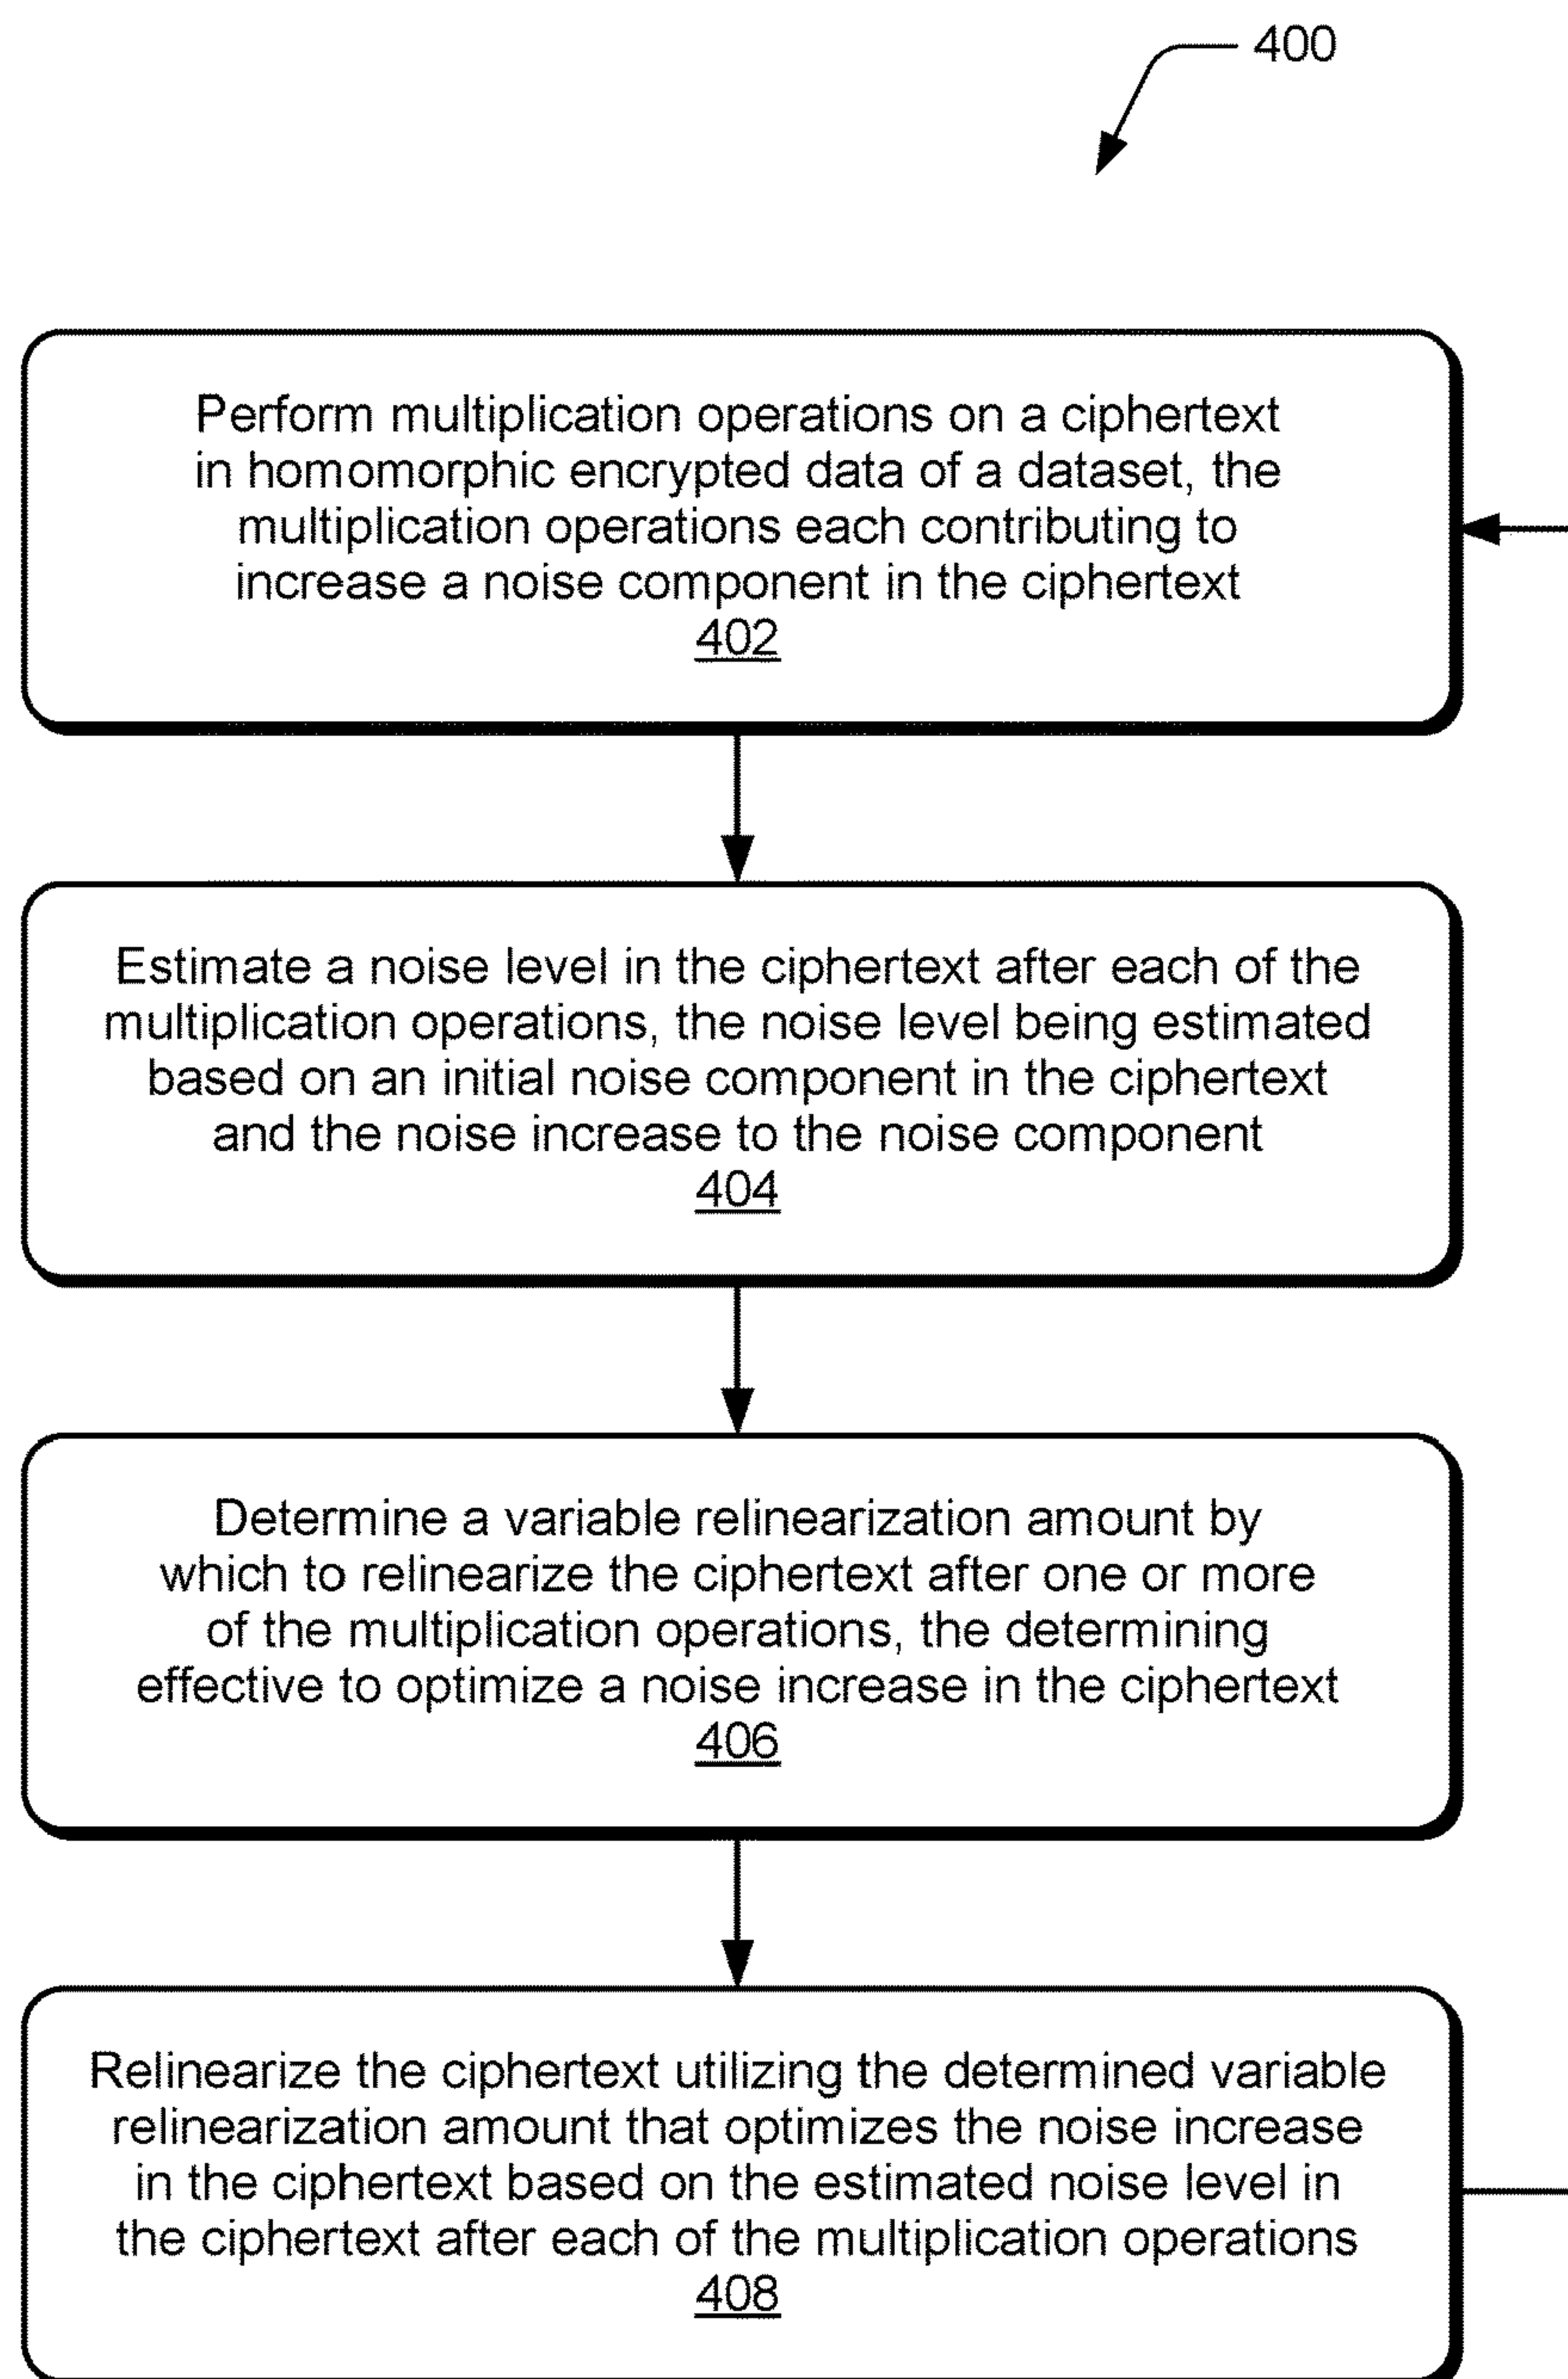 400
Perform multiplication operations on a ciphertext
in homomorphic encrypted data of a dataset, the
multiplication operations each contributing to
increase a noise component in the ciphertext
402
Estimate a noise level in the ciphertext after each of the
multiplication operations, the noise level being estimated
based on an initial noise component in the ciphertext
and the noise increase to the noise component
404
Determine a variable relinearization amount by
which to relinearize the ciphertext after one or more
of the multiplication operations, the determining
effective to optimize a noise increase in the ciphertext
406
Relinearize the ciphertext utilizing the determined variable
relinearization amount that optimizes the noise increase
in the ciphertext based on the estimated noise level in
the ciphertext after each of the multiplication operations
408